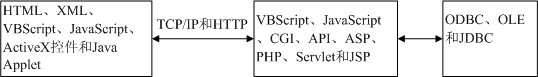 HTML、XML、
VBScript、JavaScript、
ActiveX控件和Java
Applet
TCP/IP和HTTP
VBScript、JavaScript
、CGI、API、ASP、
PHP、Servlet和JSP
ODBC、OLE
和JDBC